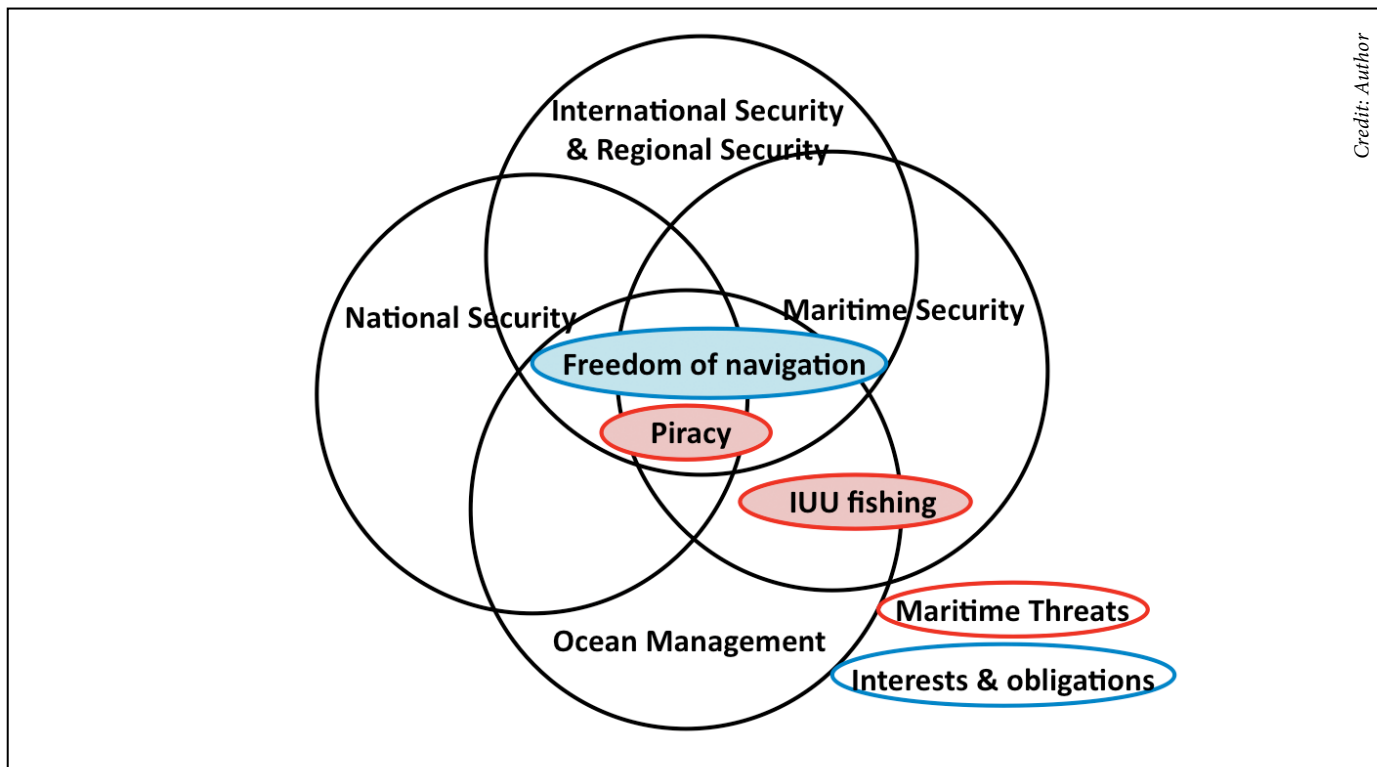 International Security
& Regional Security
National Security
Maritime Security
Freedom of navigation
Piracy
IUU fishing
Maritime Threats
Ocean Management
Interests & obligations
Credit: Author